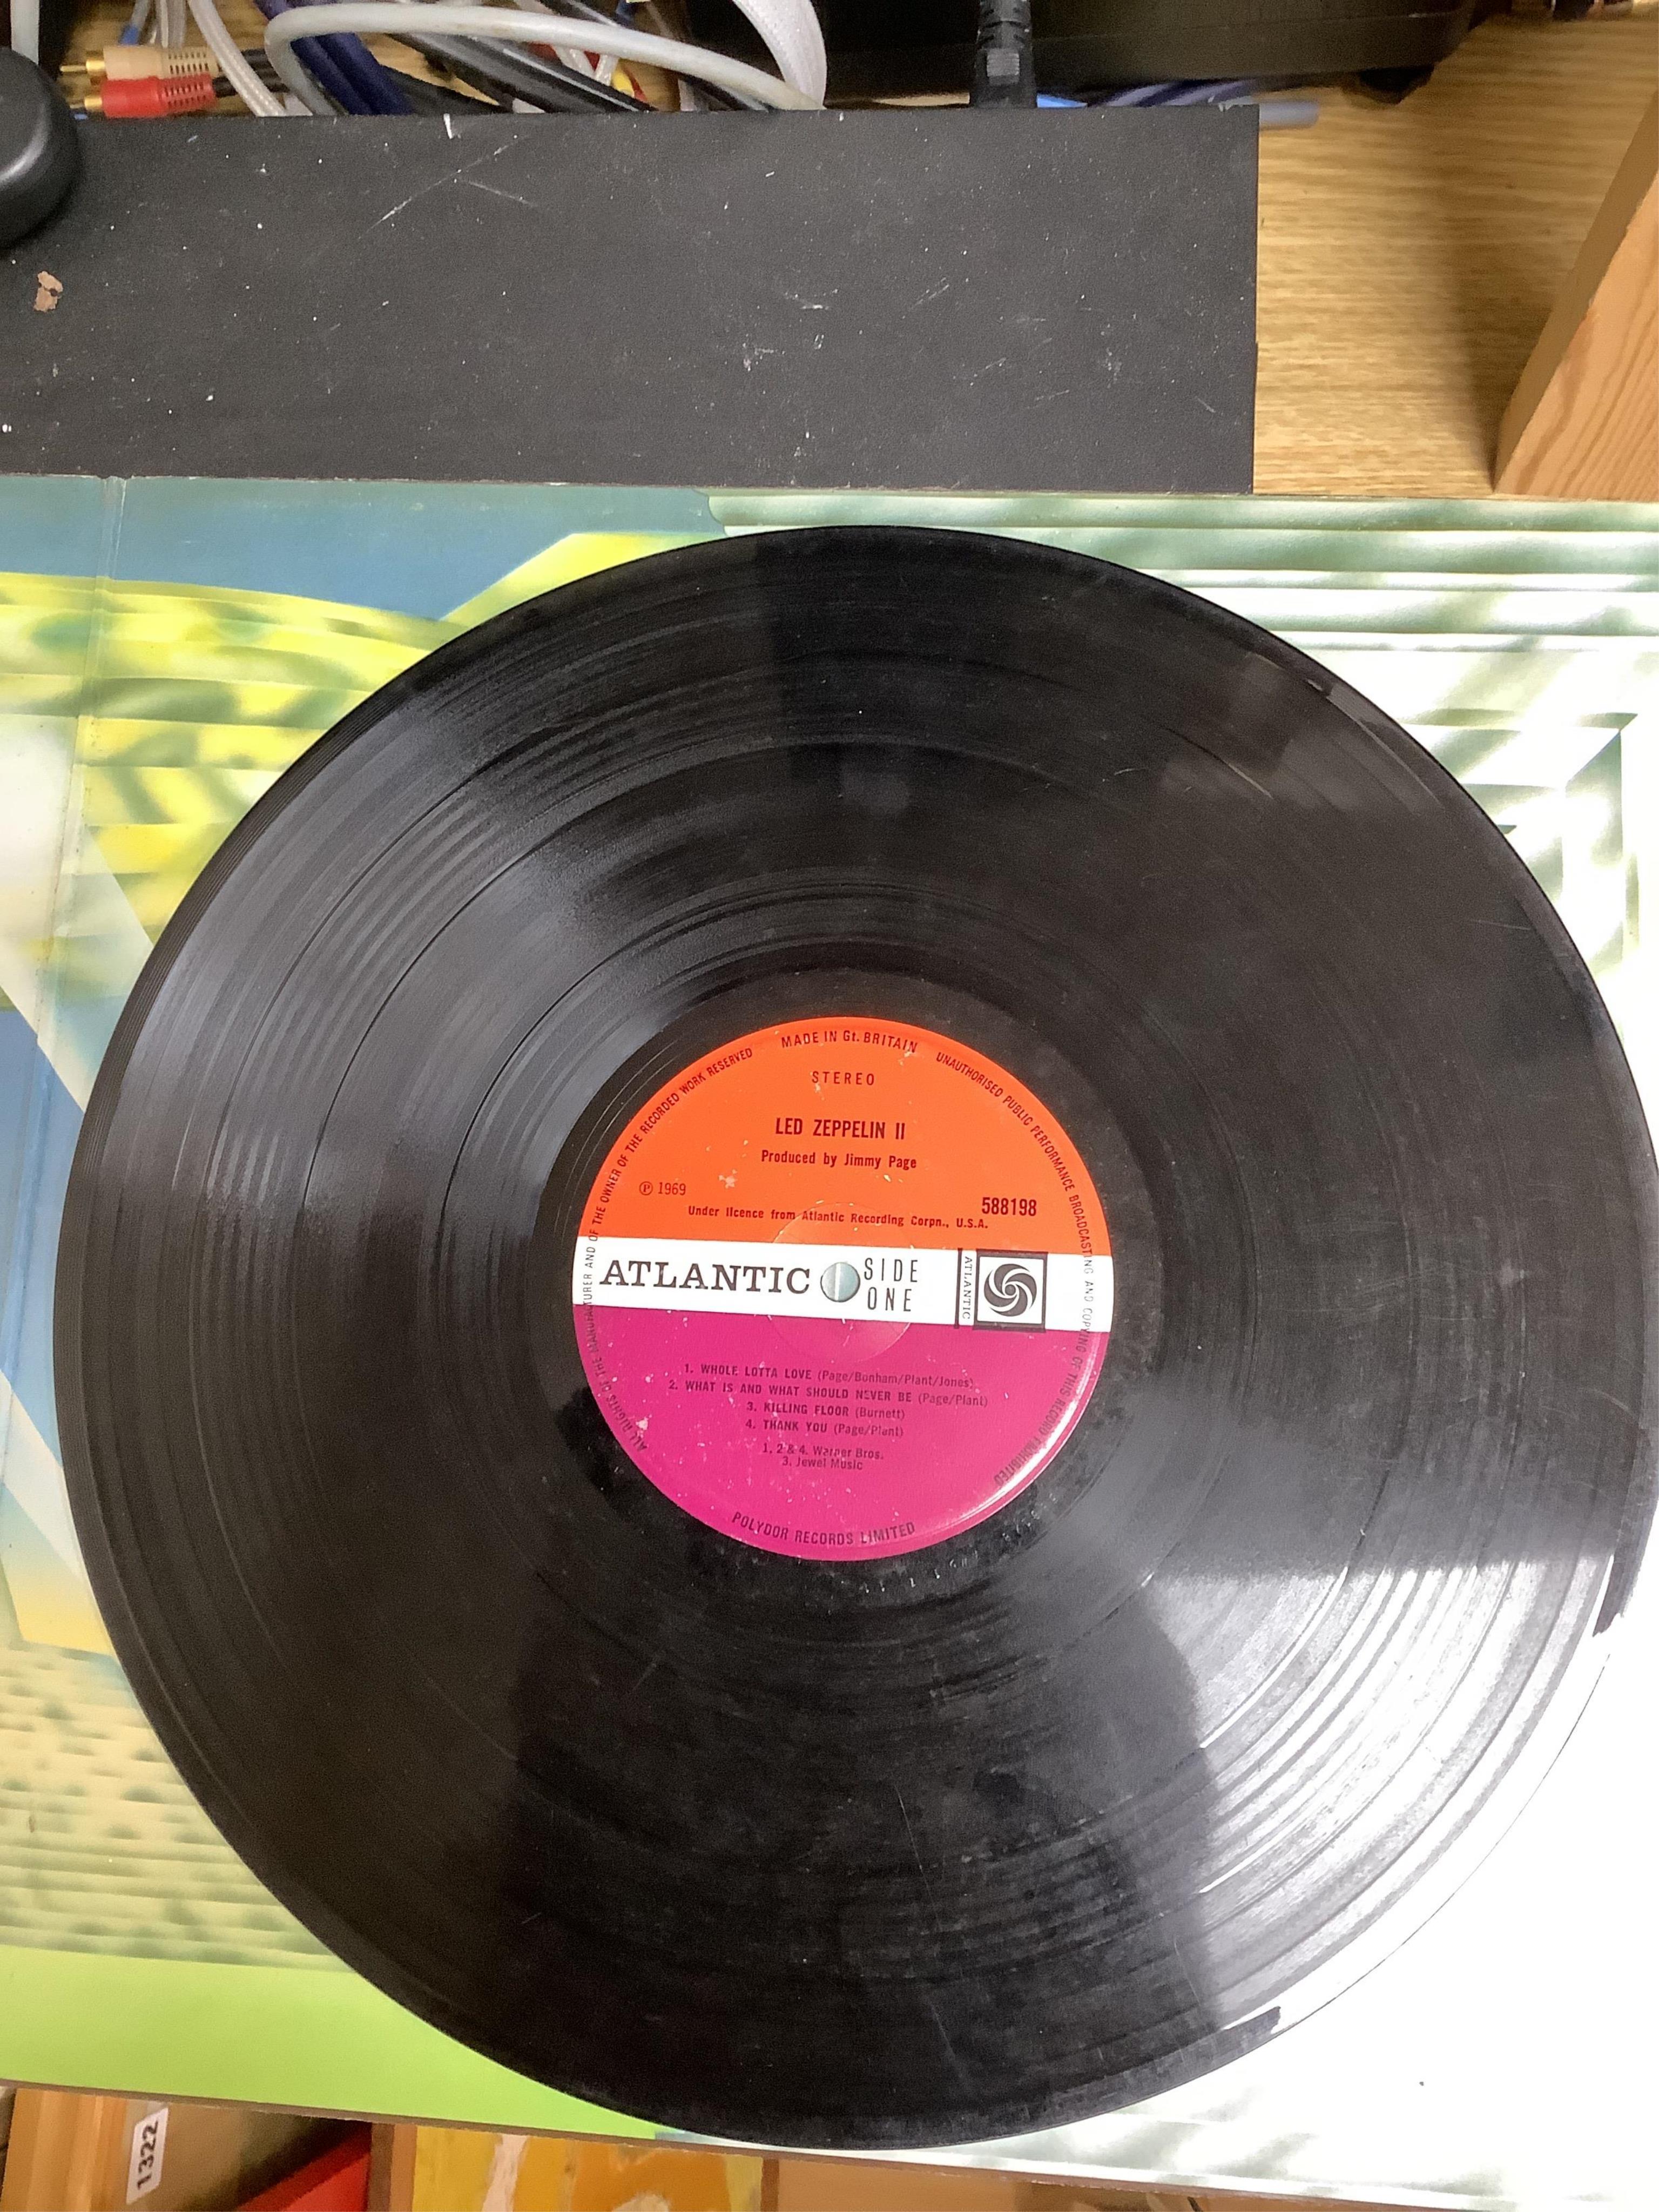 MADE IN Gt. BRITAIN
UNAUTHORISED PUBLIC PERFORMANCE BROADCASTING AND COPYING OF THIS RECORD PROHIBITED
ALL RIGHTS OF THE MANUFACTURER AND OF THE OWNER OF THE RECORDED WORK RESERVED
STEREO
LED ZEPPELIN II
Produced by Jimmy Page
℗ 1969
588198
Under licence from Atlantic Recording Corpn., U.S.A.
ATLANTIC
SIDE
ONE
ATLANTIC
1. WHOLE LOTTA LOVE (Page/Bonham/Plant/Jones)
2. WHAT IS AND WHAT SHOULD NEVER BE (Page/Plant)
3. KILLING FLOOR (Burnett)
4. THANK YOU (Page/Plant)
1, 2 & 4. Warner Bros.
3. Jewel Music
POLYDOR RECORDS LIMITED
1322